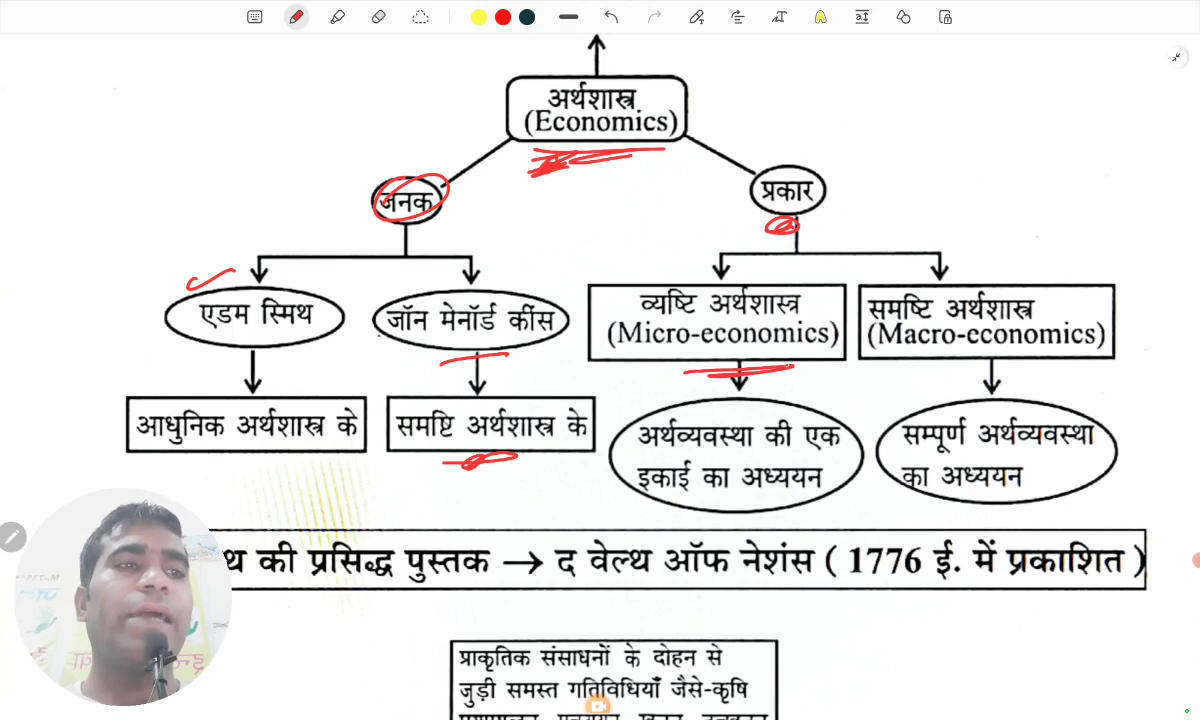 अर्थशास्त्र
(Economics)
जनक
प्रकार
एडम स्मिथ
जॉन मेनॉर्ड कींस
व्यष्टि अर्थशास्त्र
(Micro-economics)
समष्टि अर्थशास्त्र
(Macro-economics)
आधुनिक अर्थशास्त्र के
समष्टि अर्थशास्त्र के
अर्थव्यवस्था की एक
इकाई का अध्ययन
सम्पूर्ण अर्थव्यवस्था
का अध्ययन
की प्रसिद्ध पुस्तक → द वेल्थ ऑफ नेशंस ( 1776 ई. में प्रकाशित )
प्राकृतिक संसाधनों के दोहन से
जुड़ी समस्त गतिविधियाँ जैसे-कृषि